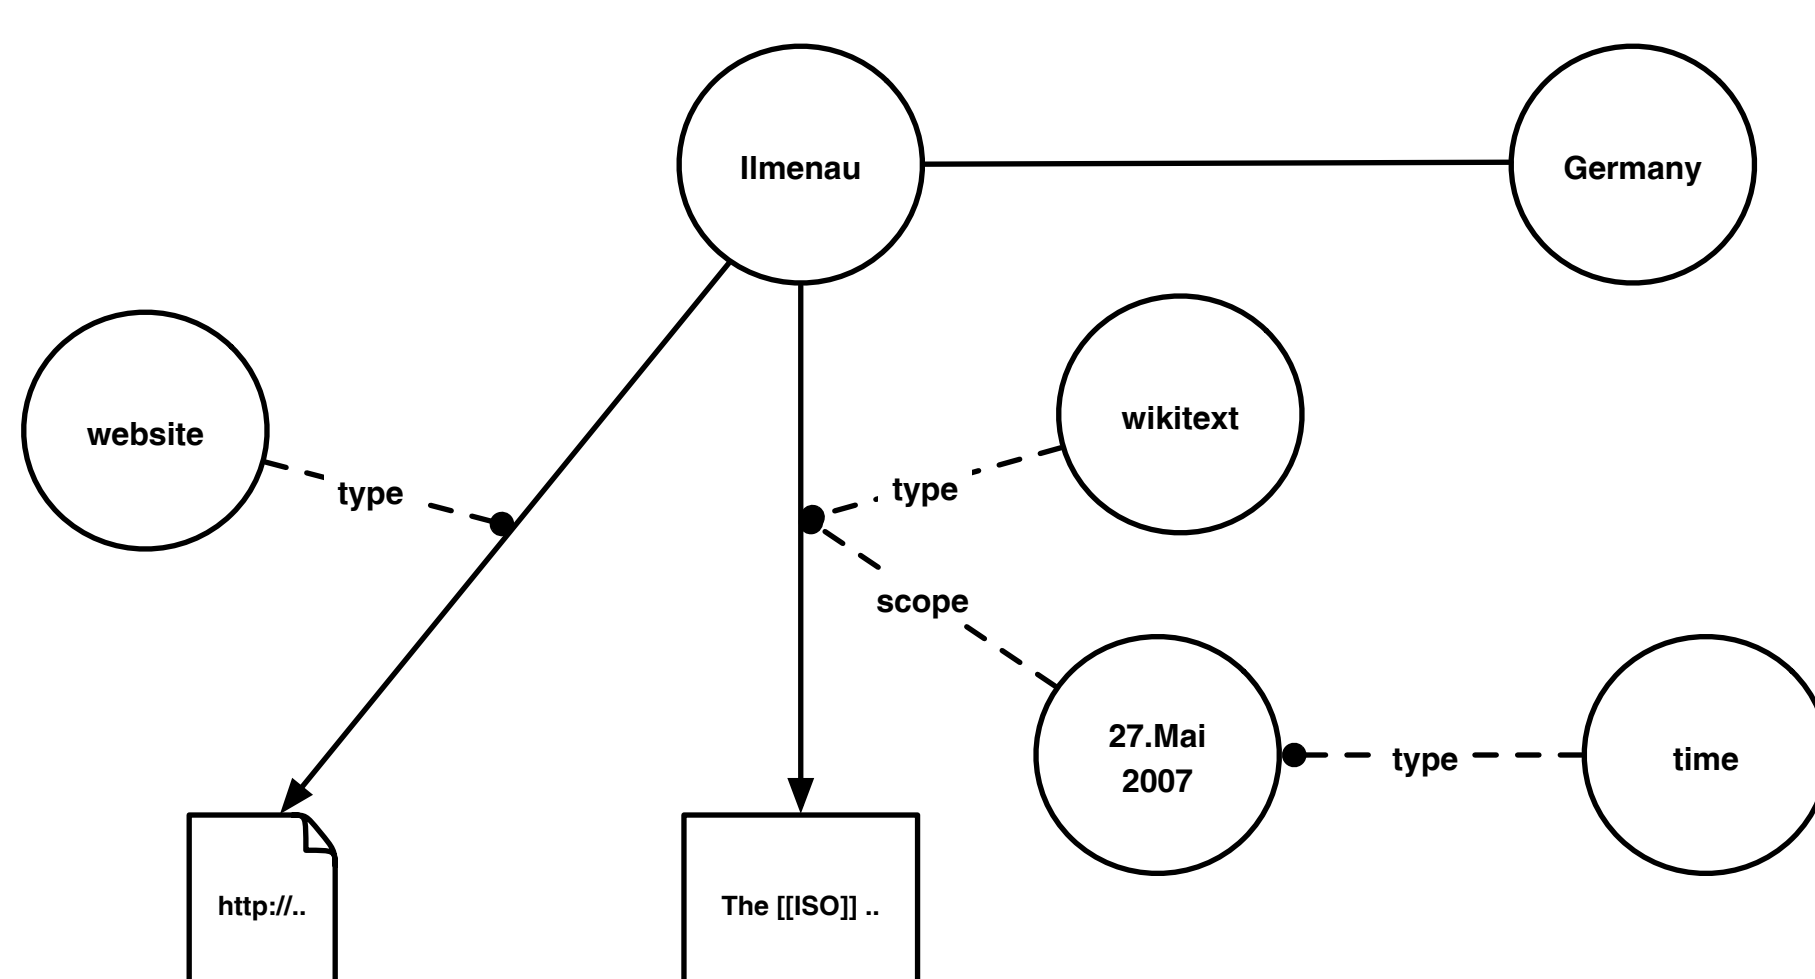 Ilmenau
Germany
website
wikitext
type
type
scope
27.Mai
2007
type
time
http://..
The [[ISO]] ..